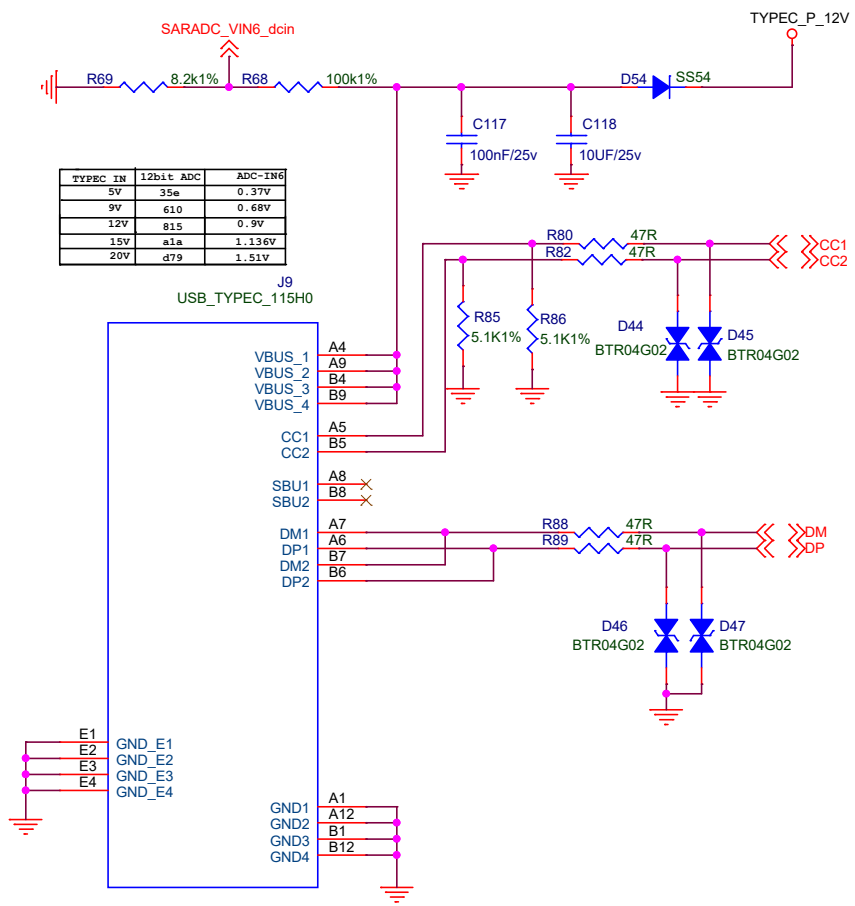 TYPEC_P_12V
SARADC_VIN6_dcin
R69 8.2k1% R68 100k1% D54 SS54
C117 C118
100nF/25v 10UF/25v
TYPEC IN 12bit ADC ADC-IN6
5V 35e 0.37V
9V 610 0.68V
12V 815 0.9V
15V a1a 1.136V
20V d79 1.51V
R80 47R CC1
R82 47R CC2
J9
USB_TYPEC_115H0
R85 R86 D44 D45
5.1K1% 5.1K1% BTR04G02 BTR04G02
VBUS_1 A4
VBUS_2 A9
VBUS_3 B4
VBUS_4 B9
CC1 A5
CC2 B5
SBU1 A8
SBU2 B8
DM1 A7 R88 47R DM
DP1 A6 R89 47R DP
DM2 B7
DP2 B6
D46 D47
BTR04G02 BTR04G02
E1 GND_E1
E2 GND_E2
E3 GND_E3
E4 GND_E4
GND1 A1
GND2 A12
GND3 B1
GND4 B12